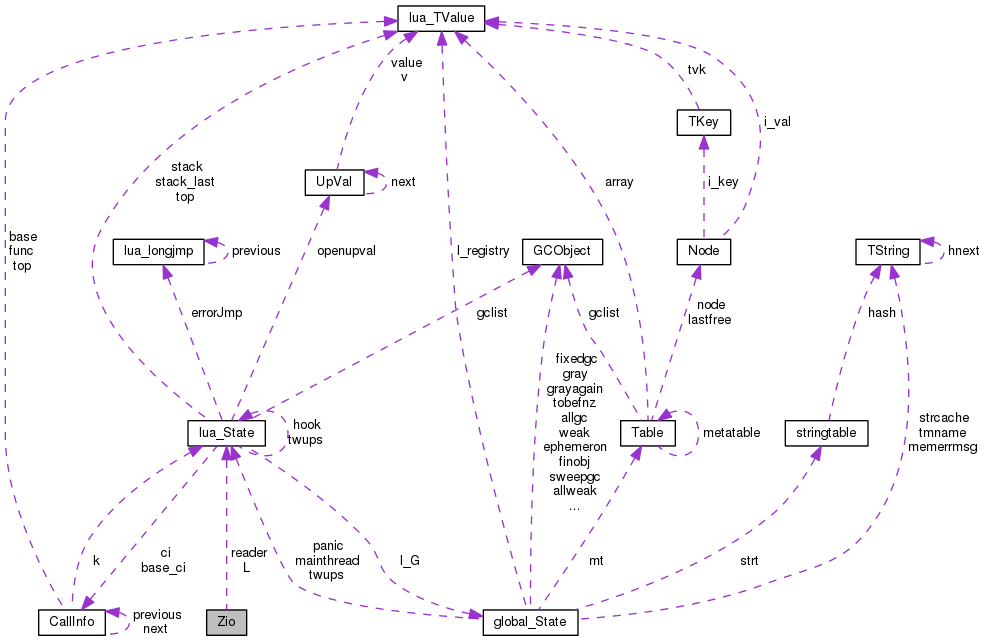 lua_TValue
value
v
tvk
TKey
i_val
stack
stack_last
top
UpVal
next
array
i_key
base
func
top
lua_longjmp
previous
openupval
l_registry
GCObject
Node
TString
hnext
errorJmp
gclist
gclist
node
lastfree
hash
fixedgc
gray
grayagain
tobefnz
allgc
weak
ephemeron
finobj
sweepgc
allweak
...
lua_State
hook
twups
Table
metatable
stringtable
strcache
tmname
memerrmsg
k
ci
base_ci
reader
L
panic
mainthread
twups
l_G
mt
strt
CallInfo
previous
next
Zio
global_State